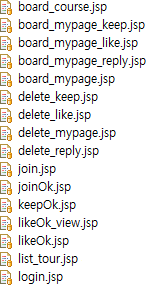 board_course.jsp
board_mypage_keep.jsp
board_mypage_like.jsp
board_mypage_reply.jsp
board_mypage.jsp
delete_keep.jsp
delete_like.jsp
delete_mypage.jsp
delete_reply.jsp
join.jsp
joinOk.jsp
keepOk.jsp
likeOk_view.jsp
likeOk.jsp
list_tour.jsp
login.jsp